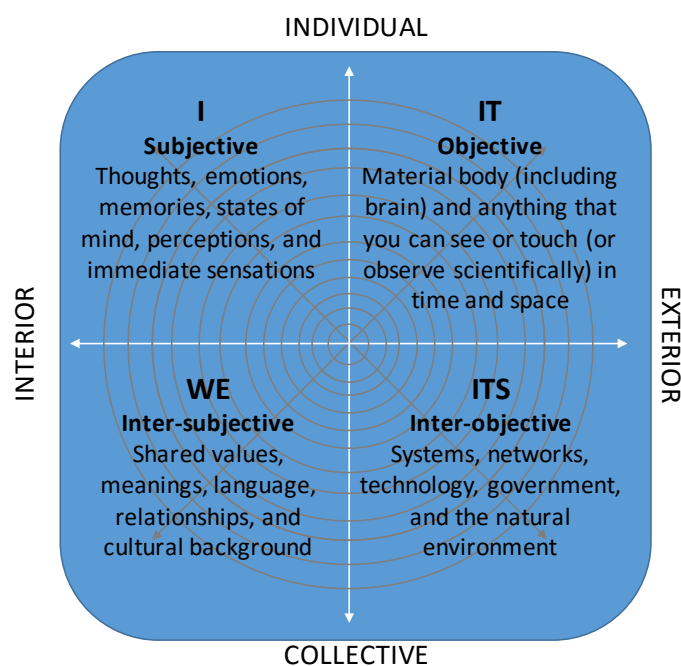 INDIVIDUAL
I
Subjective
Thoughts, emotions,
memories, states of
mind, perceptions, and
immediate sensations
IT
Objective
Material body (including
brain) and anything that
you can see or touch (or
observe scientifically) in
time and space
INTERIOR
EXTERIOR
WE
Inter-subjective
Shared values,
meanings, language,
relationships, and
cultural background
ITS
Inter-objective
Systems, networks,
technology, government,
and the natural
environment
COLLECTIVE